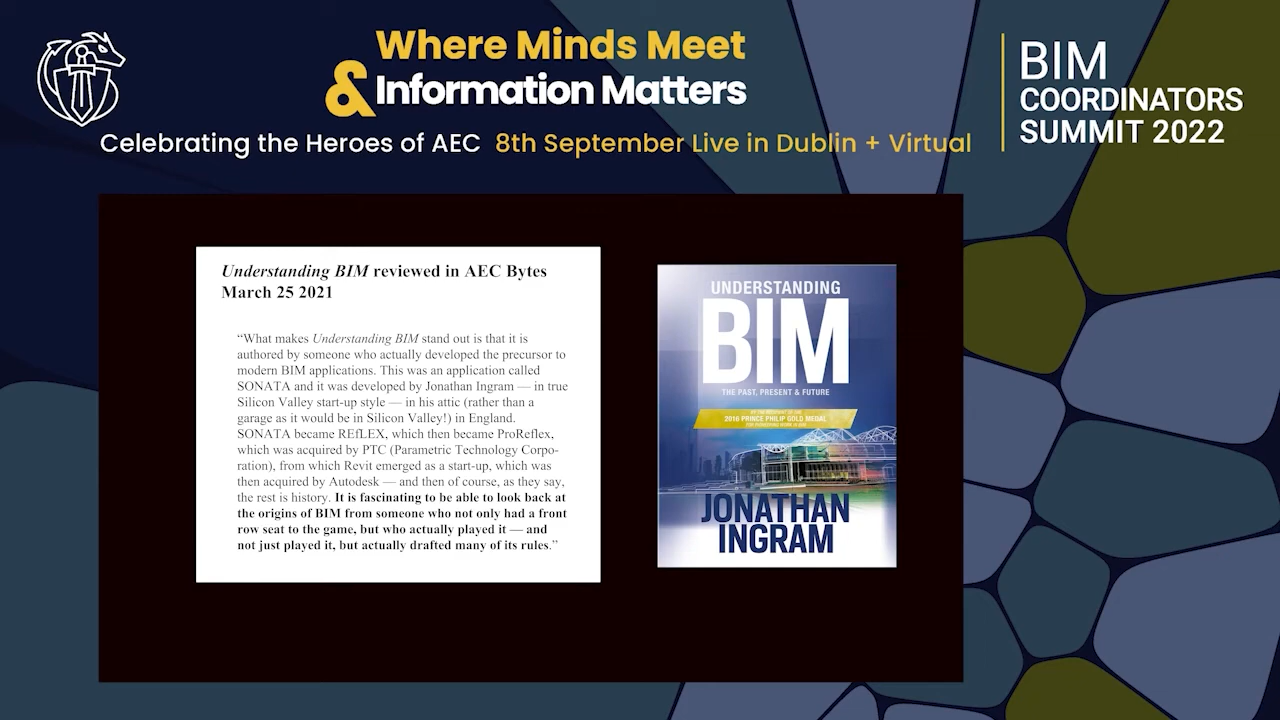 Where Minds Meet
& Information Matters
Celebrating the Heroes of AEC 8th September Live in Dublin + Virtual
BIM
COORDINATORS
SUMMIT 2022
Understanding BIM reviewed in AEC Bytes
March 25 2021
“What makes Understanding BIM stand out is that it is
authored by someone who actually developed the precursor to
modern BIM applications. This was an application called
SONATA and it was developed by Jonathan Ingram — in true
Silicon Valley start-up style — in his attic (rather than a
garage as it would be in Silicon Valley!) in England.
SONATA became REfLEX, which then became ProReflex,
which was acquired by PTC (Parametric Technology Corpo-
ration), from which Revit emerged as a start-up, which was
then acquired by Autodesk — and then of course, as they say,
the rest is history. It is fascinating to be able to look back at
the origins of BIM from someone who not only had a front
row seat to the game, but who actually played it — and
not just played it, but actually drafted many of its rules.”
UNDERSTANDING
BIM
THE PAST, PRESENT & FUTURE
BY THE RECIPIENT OF THE
2016 PRINCE PHILIP GOLD MEDAL
JONATHAN
INGRAM